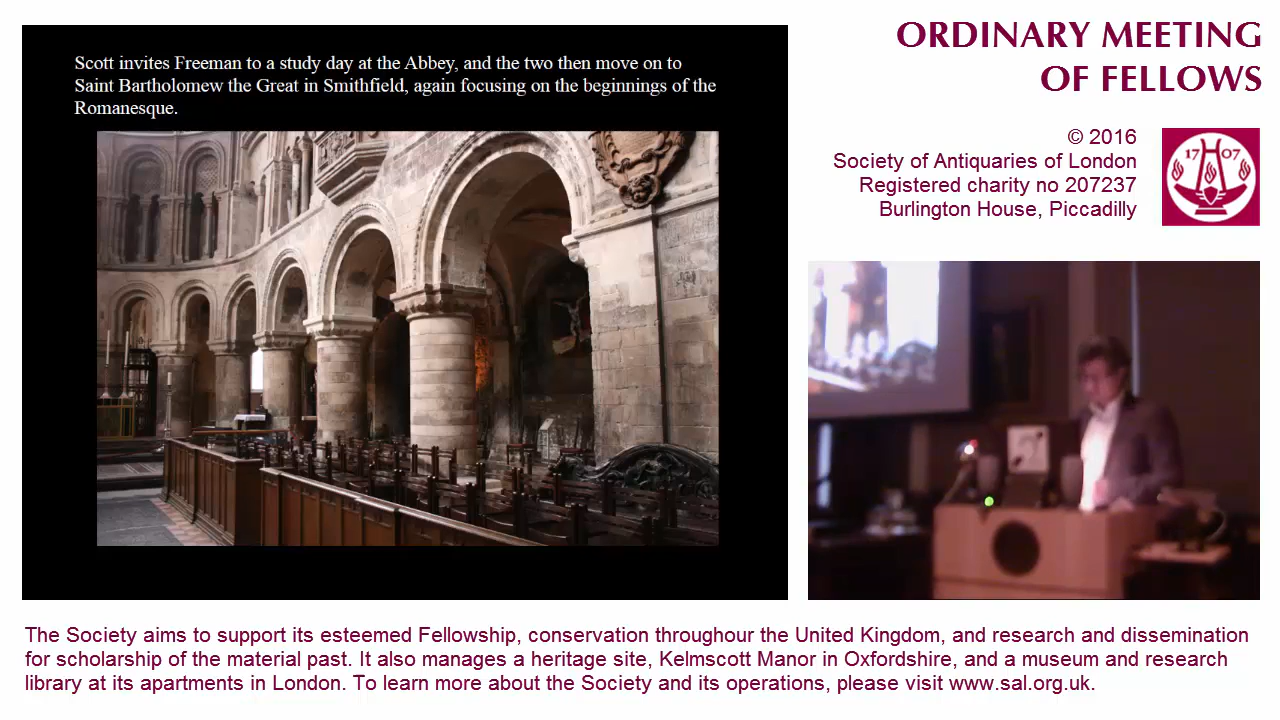 Scott invites Freeman to a study day at the Abbey, and the two then move on to
Saint Bartholomew the Great in Smithfield, again focusing on the beginnings of the
Romanesque.
ORDINARY MEETING
OF FELLOWS
© 2016
Society of Antiquaries of London
Registered charity no 207237
Burlington House, Piccadilly
17 07
The Society aims to support its esteemed Fellowship, conservation throughour the United Kingdom, and research and dissemination
for scholarship of the material past. It also manages a heritage site, Kelmscott Manor in Oxfordshire, and a museum and research
library at its apartments in London. To learn more about the Society and its operations, please visit www.sal.org.uk.